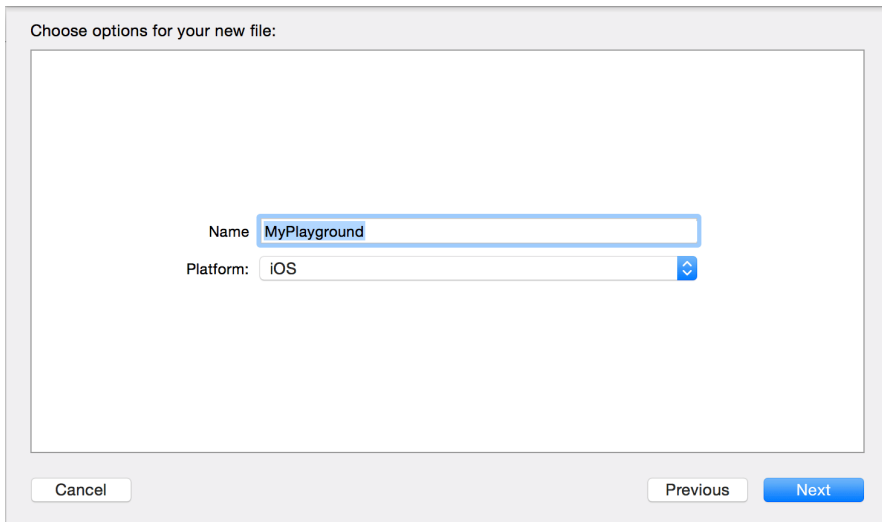 Choose options for your new file:
Name MyPlayground
Platform: iOS
Cancel Previous Next